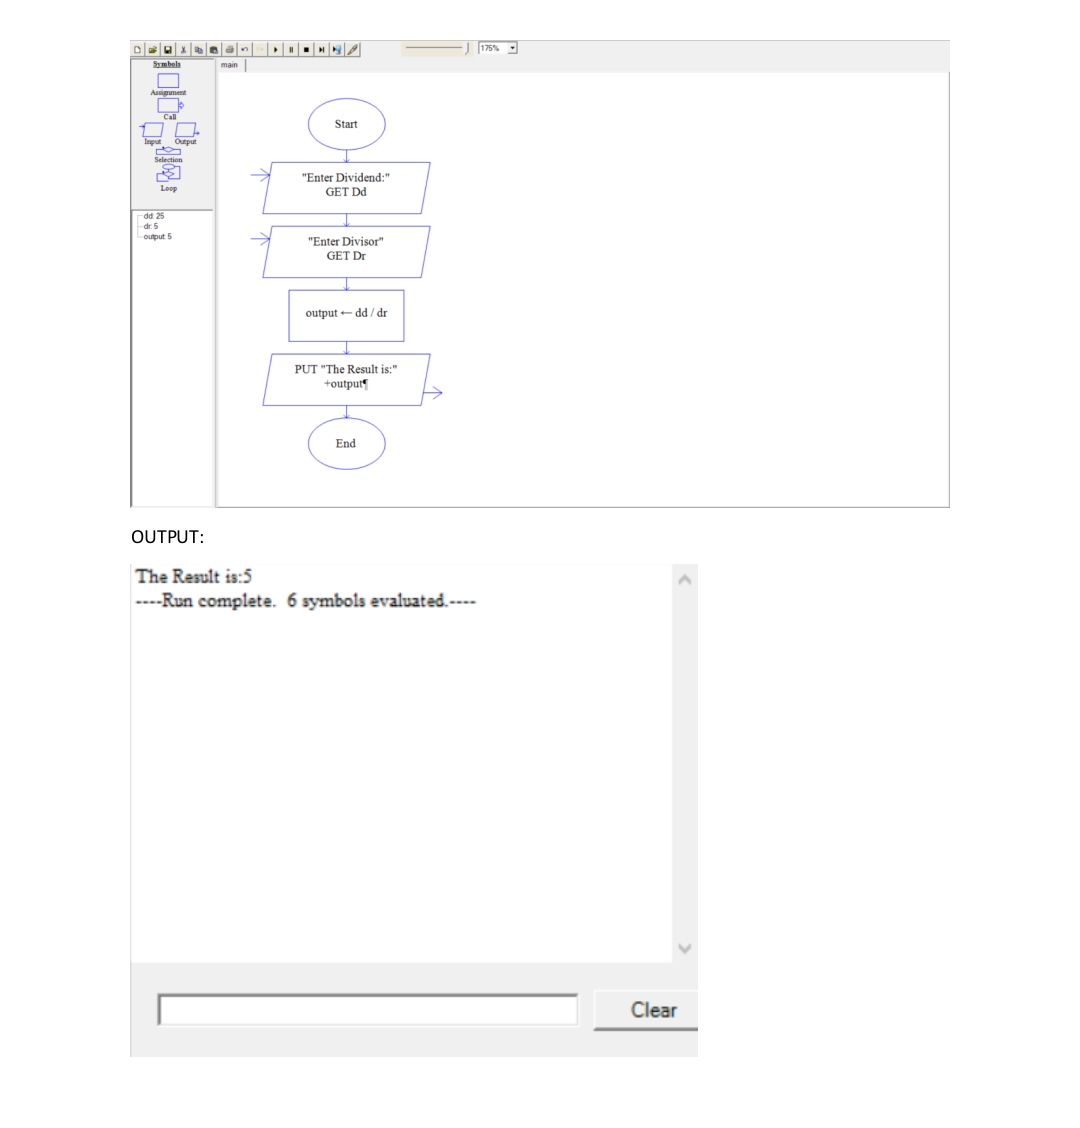 175%
Symbols
main
Assignment
Call
Input Output
Selection
Loop
dd: 25
dr: 5
output: 5
Start
"Enter Dividend:"
GET Dd
"Enter Divisor"
GET Dr
output ← dd / dr
PUT "The Result is:"
+output¶
End
OUTPUT:
The Result is:5
----Run complete.  6 symbols evaluated.----
Clear